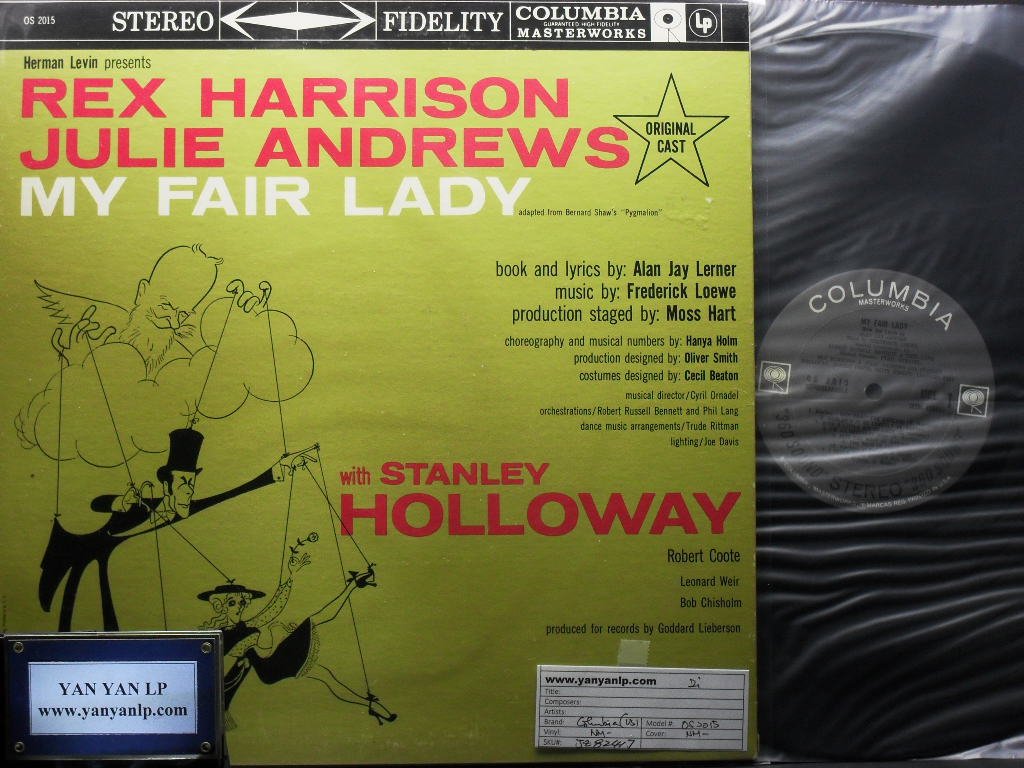 OS 2015
STEREO FIDELITY
COLUMBIA
GUARANTEED HIGH FIDELITY
MASTERWORKS
Lp
Herman Levin presents
REX HARRISON
JULIE ANDREWS
MY FAIR LADY
ORIGINAL
CAST
adapted from Bernard Shaw's "Pygmalion"
book and lyrics by: Alan Jay Lerner
music by: Frederick Loewe
production staged by: Moss Hart
choreography and musical numbers by: Hanya Holm
production designed by: Oliver Smith
costumes designed by: Cecil Beaton
musical director/Cyril Ornadel
orchestrations/Robert Russell Bennett and Phil Lang
dance music arrangements/Trude Rittman
lighting/Joe Davis
with STANLEY
HOLLOWAY
Robert Coote
Leonard Weir
Bob Chisholm
produced for records by Goddard Lieberson
YAN YAN LP
www.yanyanlp.com
www.yanyanlp.com Di
Title:
Composers:
Artists:
Brand: Columbia (US) Model #: OS2015
Vinyl: NM- Cover: NM-
SKU#: JZ82447
COLUMBIA
MASTERWORKS
MY FAIR LADY
OS 2015
STEREO